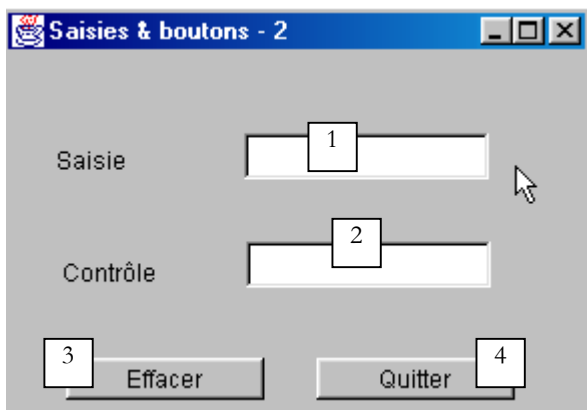 Saisies & boutons - 2
1
Saisie
2
Contrôle
3
Effacer
Quitter
4